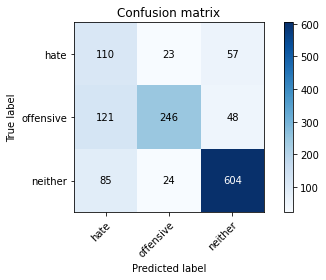 Confusion matrix
600
hate 110 23 57
500
400
True label
offensive 121 246 48
300
200
neither 85 24 604
100
hate offensive neither
Predicted label